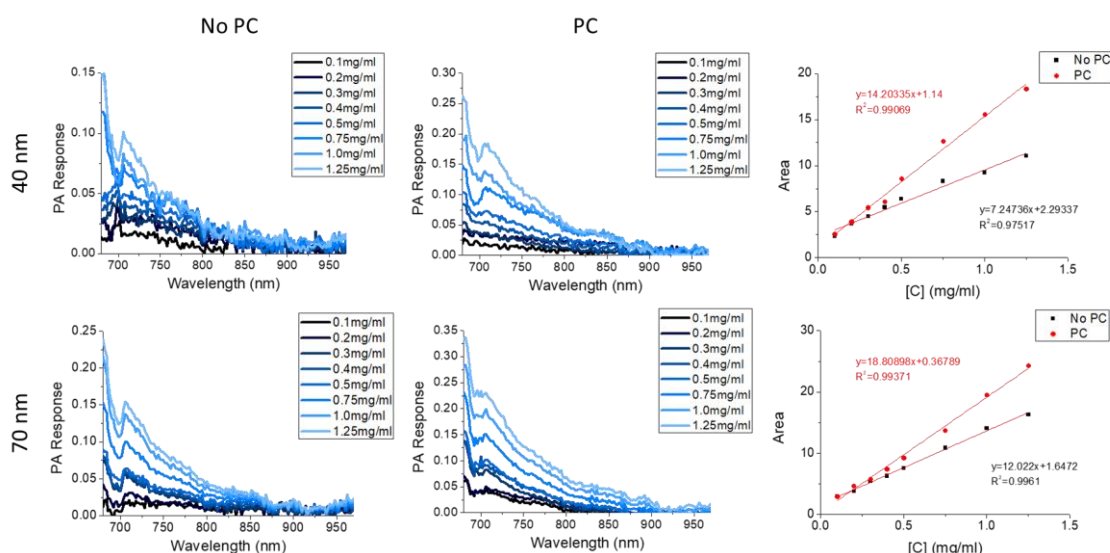 No PC
PC
40 nm
0.15
0.10
0.05
0.00
PA Response
700 750 800 850 900 950
Wavelength (nm)
0.1mg/ml
0.2mg/ml
0.3mg/ml
0.4mg/ml
0.5mg/ml
0.75mg/ml
1.0mg/ml
1.25mg/ml
0.30
0.25
0.20
0.15
0.10
0.05
0.00
PA Response
700 750 800 850 900 950
Wavelength (nm)
0.1mg/ml
0.2mg/ml
0.3mg/ml
0.4mg/ml
0.5mg/ml
0.75mg/ml
1.0mg/ml
1.25mg/ml
No PC
PC
20
15
10
5
0
Area
y=14.20335x+1.14
R²=0.99069
y=7.24736x+2.29337
R²=0.97517
0.0 0.5 1.0 1.5
[C] (mg/ml)
70 nm
0.25
0.20
0.15
0.10
0.05
0.00
PA Response
700 750 800 850 900 950
Wavelength (nm)
0.1mg/ml
0.2mg/ml
0.3mg/ml
0.4mg/ml
0.5mg/ml
0.75mg/ml
1.0mg/ml
1.25mg/ml
0.35
0.30
0.25
0.20
0.15
0.10
0.05
0.00
PA Response
700 750 800 850 900 950
Wavelength (nm)
0.1mg/ml
0.2mg/ml
0.3mg/ml
0.4mg/ml
0.5mg/ml
0.75mg/ml
1.0mg/ml
1.25mg/ml
No PC
PC
30
20
10
0
Area
y=18.80898x+0.36789
R²=0.99371
y=12.022x+1.6472
R²=0.9961
0.0 0.5 1.0 1.5
[C] (mg/ml)